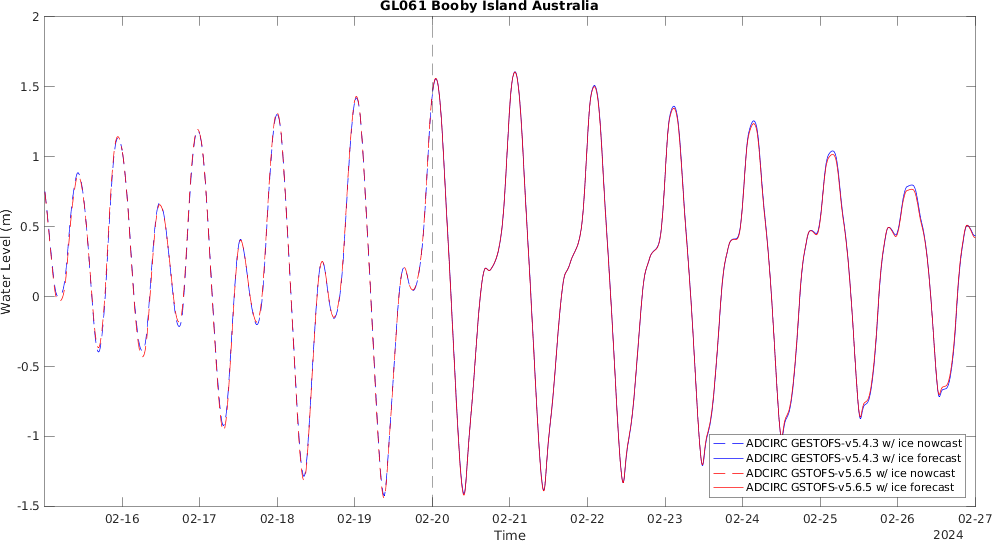 GL061 Booby Island Australia
2
1.5
1
0.5
0
-0.5
-1
-1.5
Water Level (m)
ADCIRC GESTOFS-v5.4.3 w/ ice nowcast
ADCIRC GESTOFS-v5.4.3 w/ ice forecast
ADCIRC GSTOFS-v5.6.5 w/ ice nowcast
ADCIRC GSTOFS-v5.6.5 w/ ice forecast
02-16 02-17 02-18 02-19 02-20 02-21 02-22 02-23 02-24 02-25 02-26 02-27
Time 2024